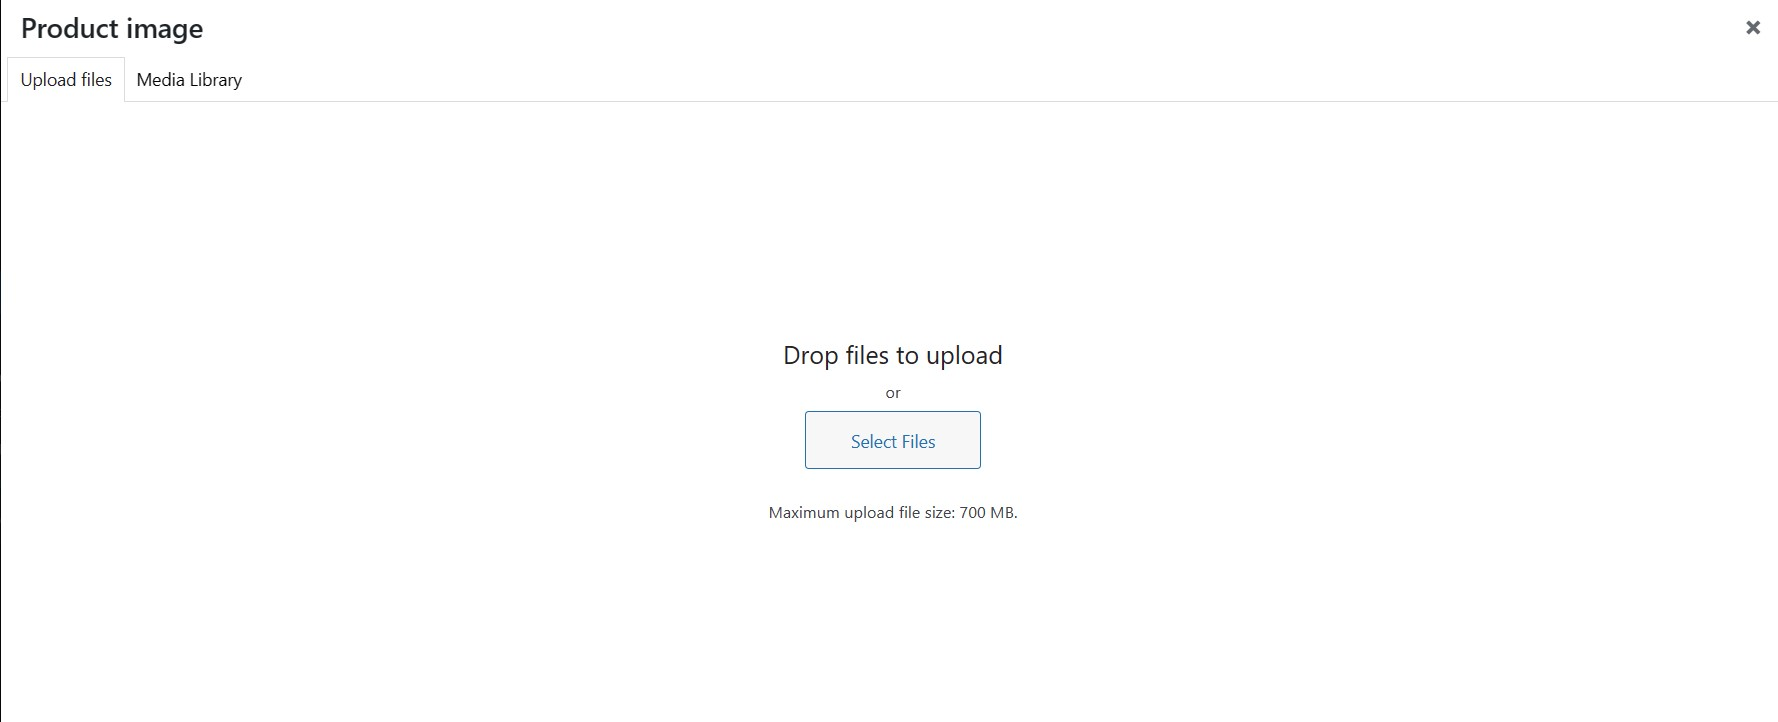 Product image
Upload files
Media Library
Drop files to upload
or
Select Files
Maximum upload file size: 700 MB.